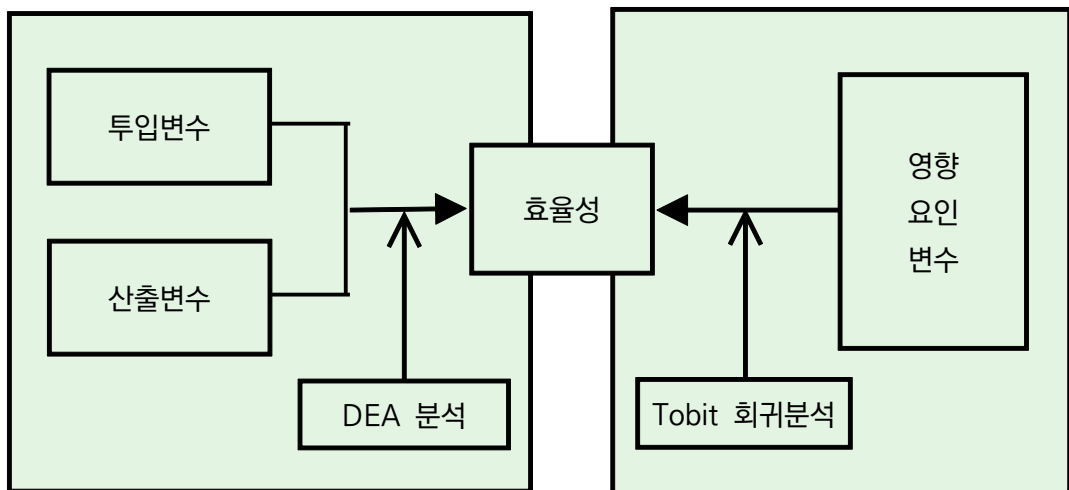 투입변수
산출변수
DEA 분석
효율성
영향
요인
변수
Tobit 회귀분석